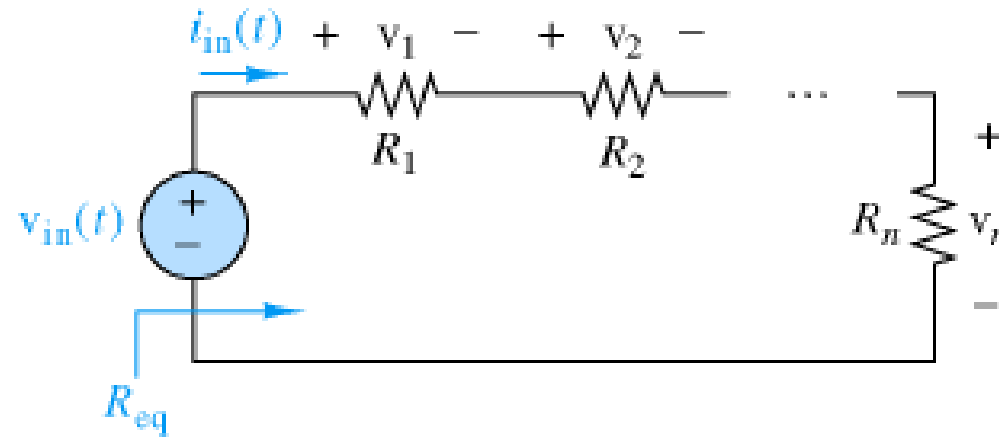 i_in(t) + v_1 − + v_2 −
R_1 R_2 ...
+
v_in(t) + −
R_n
−
R_eq